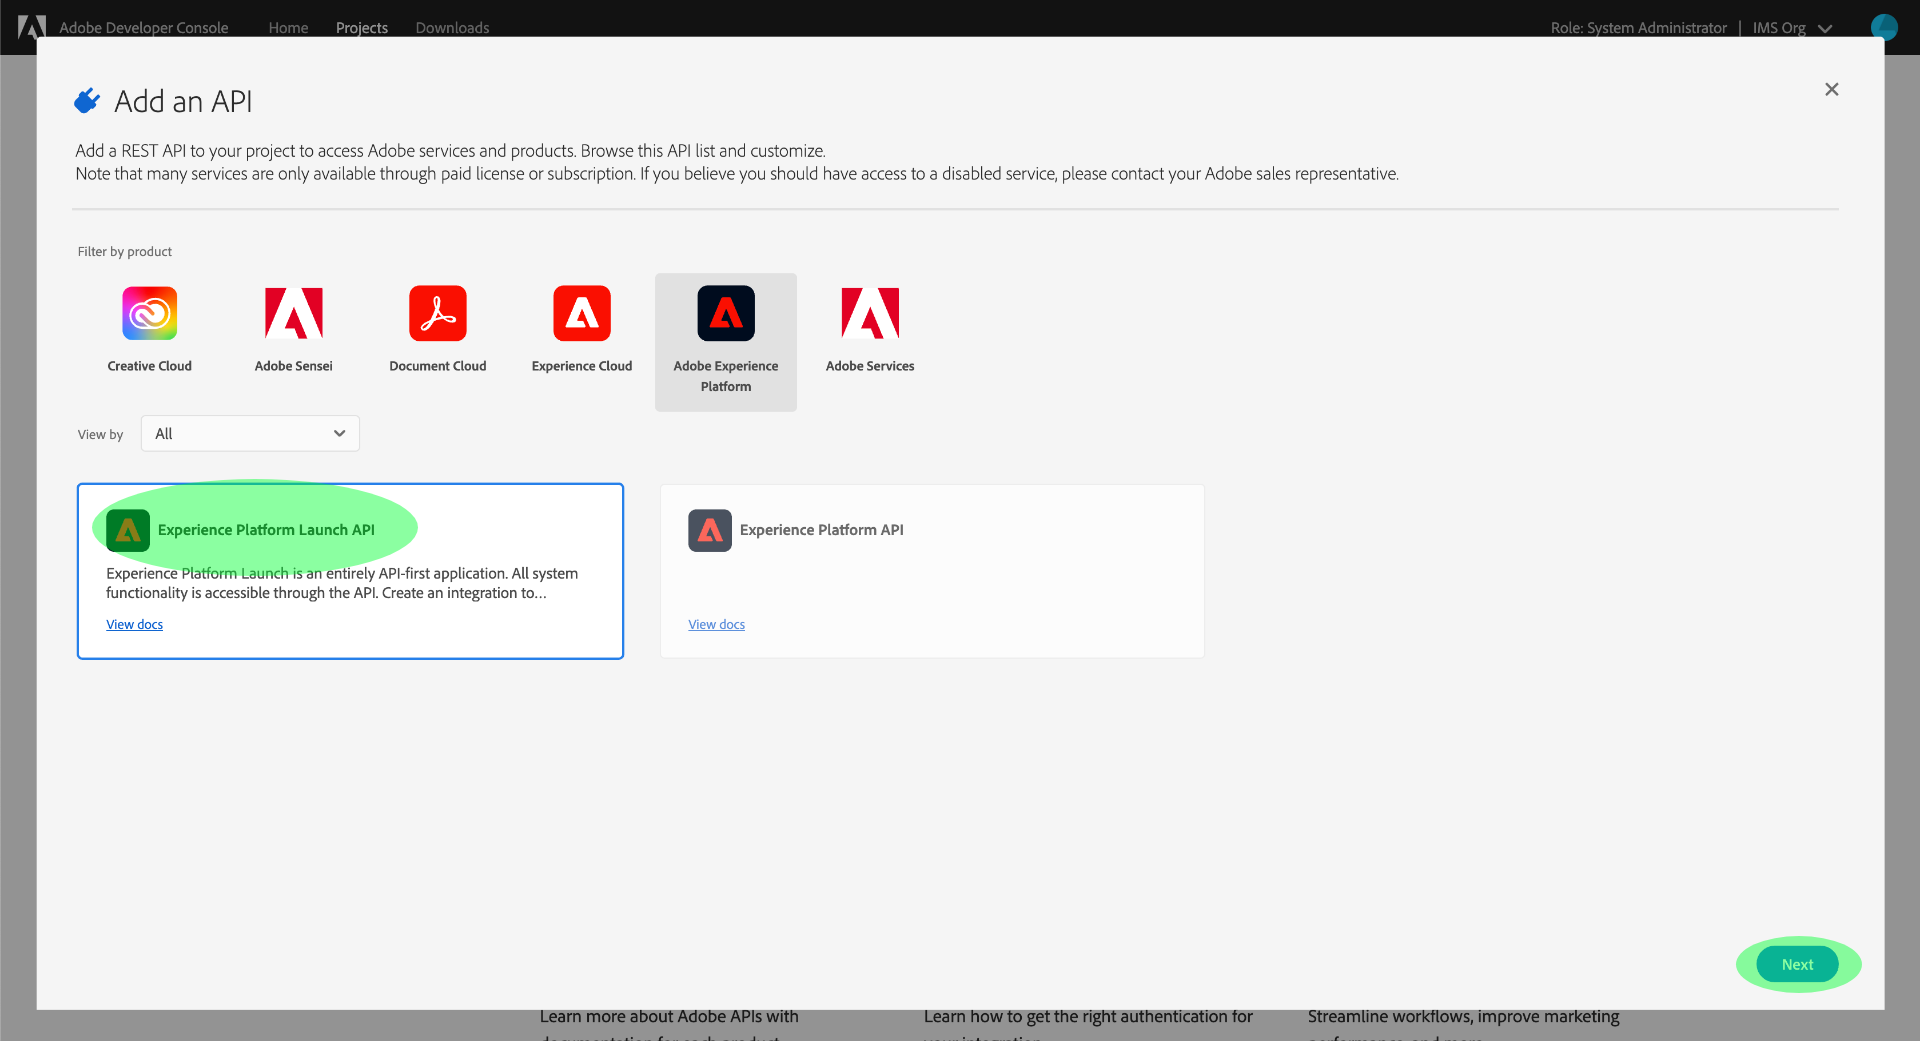 Adobe Developer Console
Home
Projects
Downloads
Role: System Administrator
IMS Org
Add an API
Add a REST API to your project to access Adobe services and products. Browse this API list and customize.
Note that many services are only available through paid license or subscription. If you believe you should have access to a disabled service, please contact your Adobe sales representative.
Filter by product
Creative Cloud
Adobe Sensei
Document Cloud
Experience Cloud
Adobe Experience
Platform
Adobe Services
View by
All
Experience Platform Launch API
Experience Platform Launch is an entirely API-first application. All system
functionality is accessible through the API. Create an integration to…
View docs
Experience Platform API
View docs
Next
Learn more about Adobe APIs with
Learn how to get the right authentication for
Streamline workflows, improve marketing